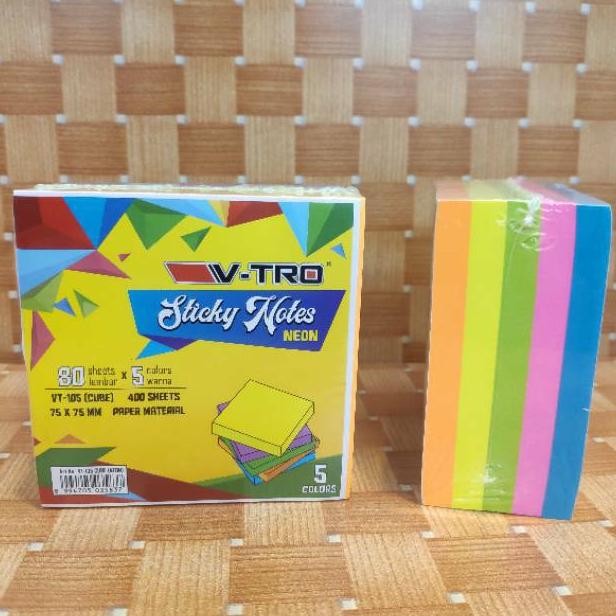 V-TRO
Sticky Notes
NEON
80 sheets lembar x 5 colors warna
VT-105 (CUBE) 400 SHEETS
75 X 75 MM PAPER MATERIAL
5
COLORS